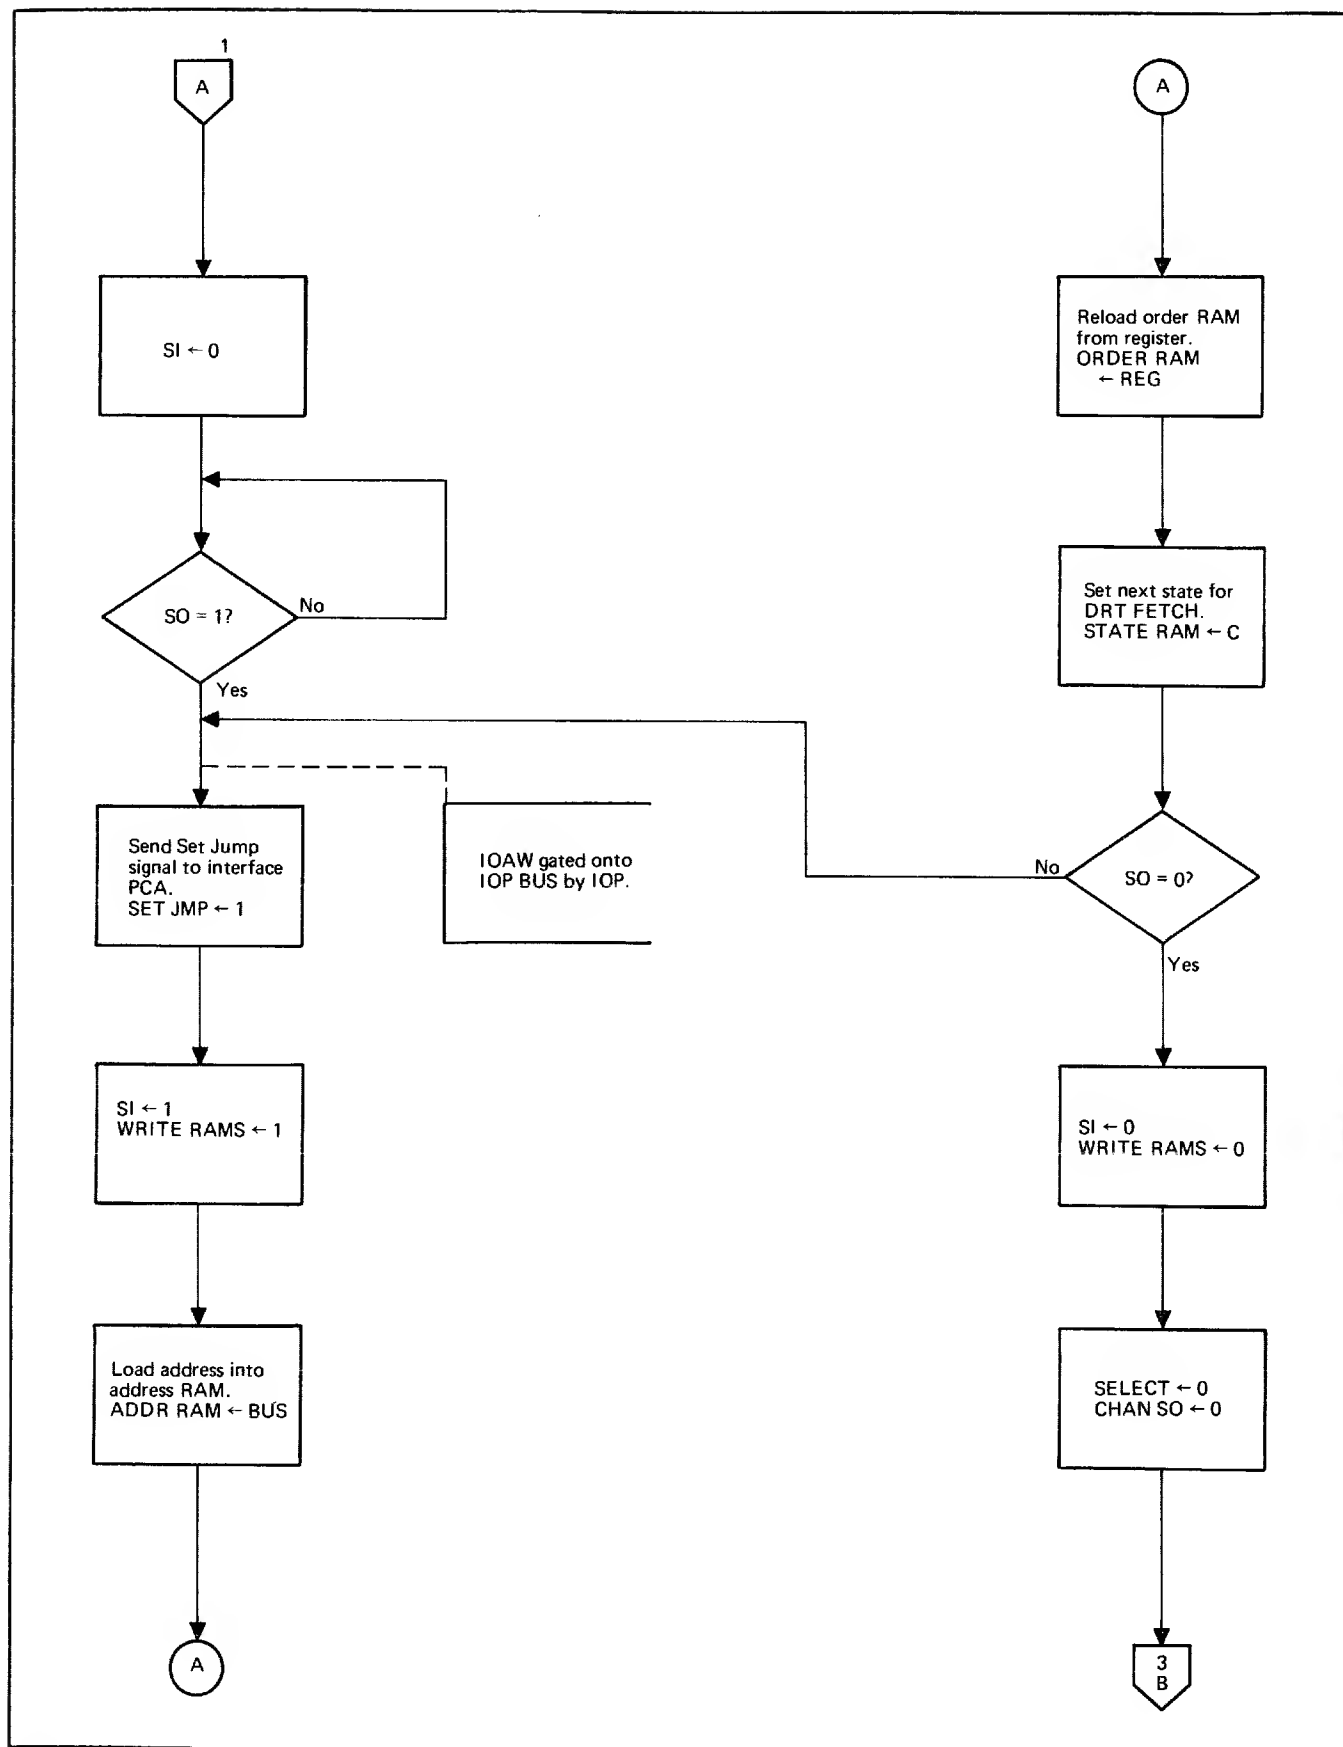 1
A
SI ← 0
SO = 1?
No
Yes
Send Set Jump
signal to interface
PCA.
SET JMP ← 1
IOAW gated onto
IOP BUS by IOP.
SI ← 1
WRITE RAMS ← 1
Load address into
address RAM.
ADDR RAM ← BUS
A
A
Reload order RAM
from register.
ORDER RAM
← REG
Set next state for
DRT FETCH.
STATE RAM ← C
SO = 0?
No
Yes
SI ← 0
WRITE RAMS ← 0
SELECT ← 0
CHAN SO ← 0
3
B